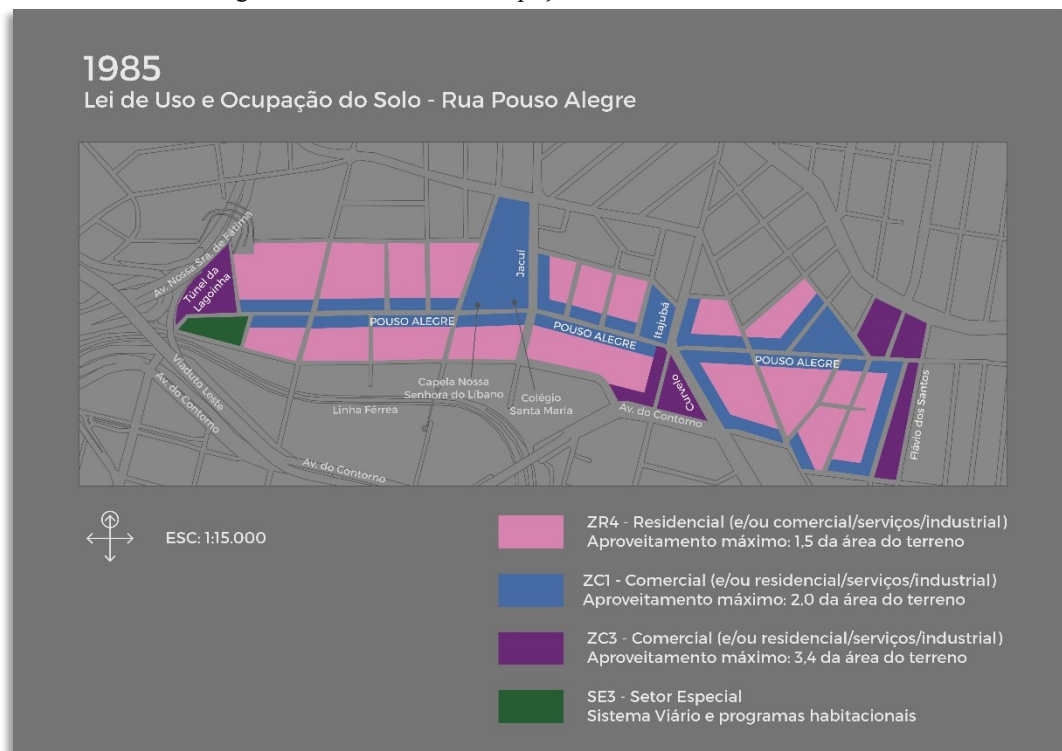 1985
Lei de Uso e Ocupação do Solo - Rua Pouso Alegre
Av. Nossa Sra. de Fátima
Túnel da
Lagoinha
Jacuí
Itajubá
POUSO ALEGRE
POUSO ALEGRE
POUSO ALEGRE
Curvelo
Flávio dos Santos
Viaduto Leste
Av. do Contorno
Capela Nossa
Senhora do Líbano
Colégio
Santa Maria
Linha Férrea
Av. do Contorno
Av. do Contorno
ESC: 1:15.000
ZR4 - Residencial (e/ou comercial/serviços/industrial)
Aproveitamento máximo: 1,5 da área do terreno
ZC1 - Comercial (e/ou residencial/serviços/industrial)
Aproveitamento máximo: 2,0 da área do terreno
ZC3 - Comercial (e/ou residencial/serviços/industrial)
Aproveitamento máximo: 3,4 da área do terreno
SE3 - Setor Especial
Sistema Viário e programas habitacionais